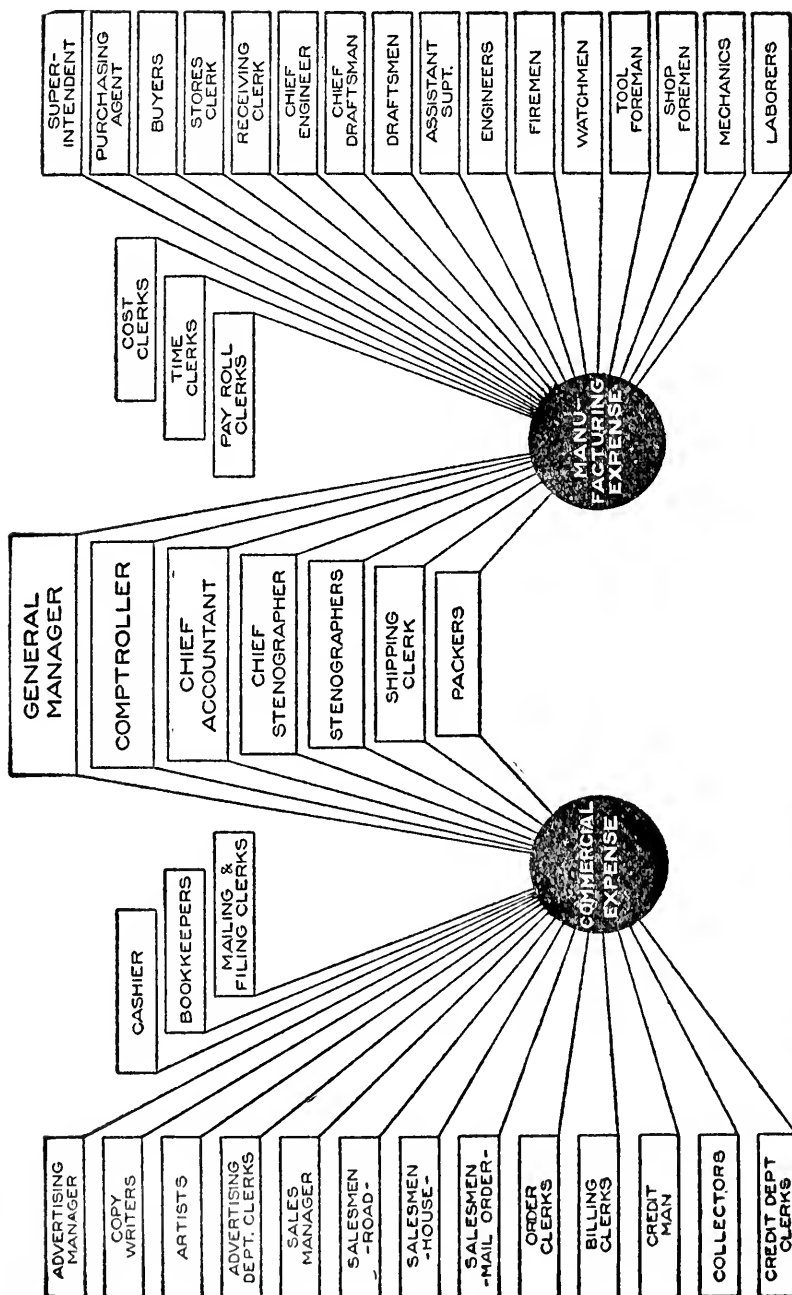 GENERAL
MANAGER
COMPTROLLER
CHIEF
ACCOUNTANT
CHIEF
STENOGRAPHER
STENOGRAPHERS
SHIPPING
CLERK
PACKERS
CASHIER
BOOKKEEPERS
MAILING &
FILING CLERKS
COST
CLERKS
TIME
CLERKS
PAY ROLL
CLERKS
ADVERTISING
MANAGER
COPY
WRITERS
ARTISTS
ADVERTISING
DEPT. CLERKS
SALES
MANAGER
SALESMEN
-ROAD-
SALESMEN
-HOUSE-
SALESMEN
-MAIL ORDER-
ORDER
CLERKS
BILLING
CLERKS
CREDIT
MAN
COLLECTORS
CREDIT DEPT
CLERKS
SUPER-
INTENDENT
PURCHASING
AGENT
BUYERS
STORES
CLERK
RECEIVING
CLERK
CHIEF
ENGINEER
CHIEF
DRAFTSMAN
DRAFTSMEN
ASSISTANT
SUPT.
ENGINEERS
FIREMEN
WATCHMEN
TOOL
FOREMAN
SHOP
FOREMEN
MECHANICS
LABORERS
COMMERCIAL
EXPENSE
MANU-
FACTURING
EXPENSE